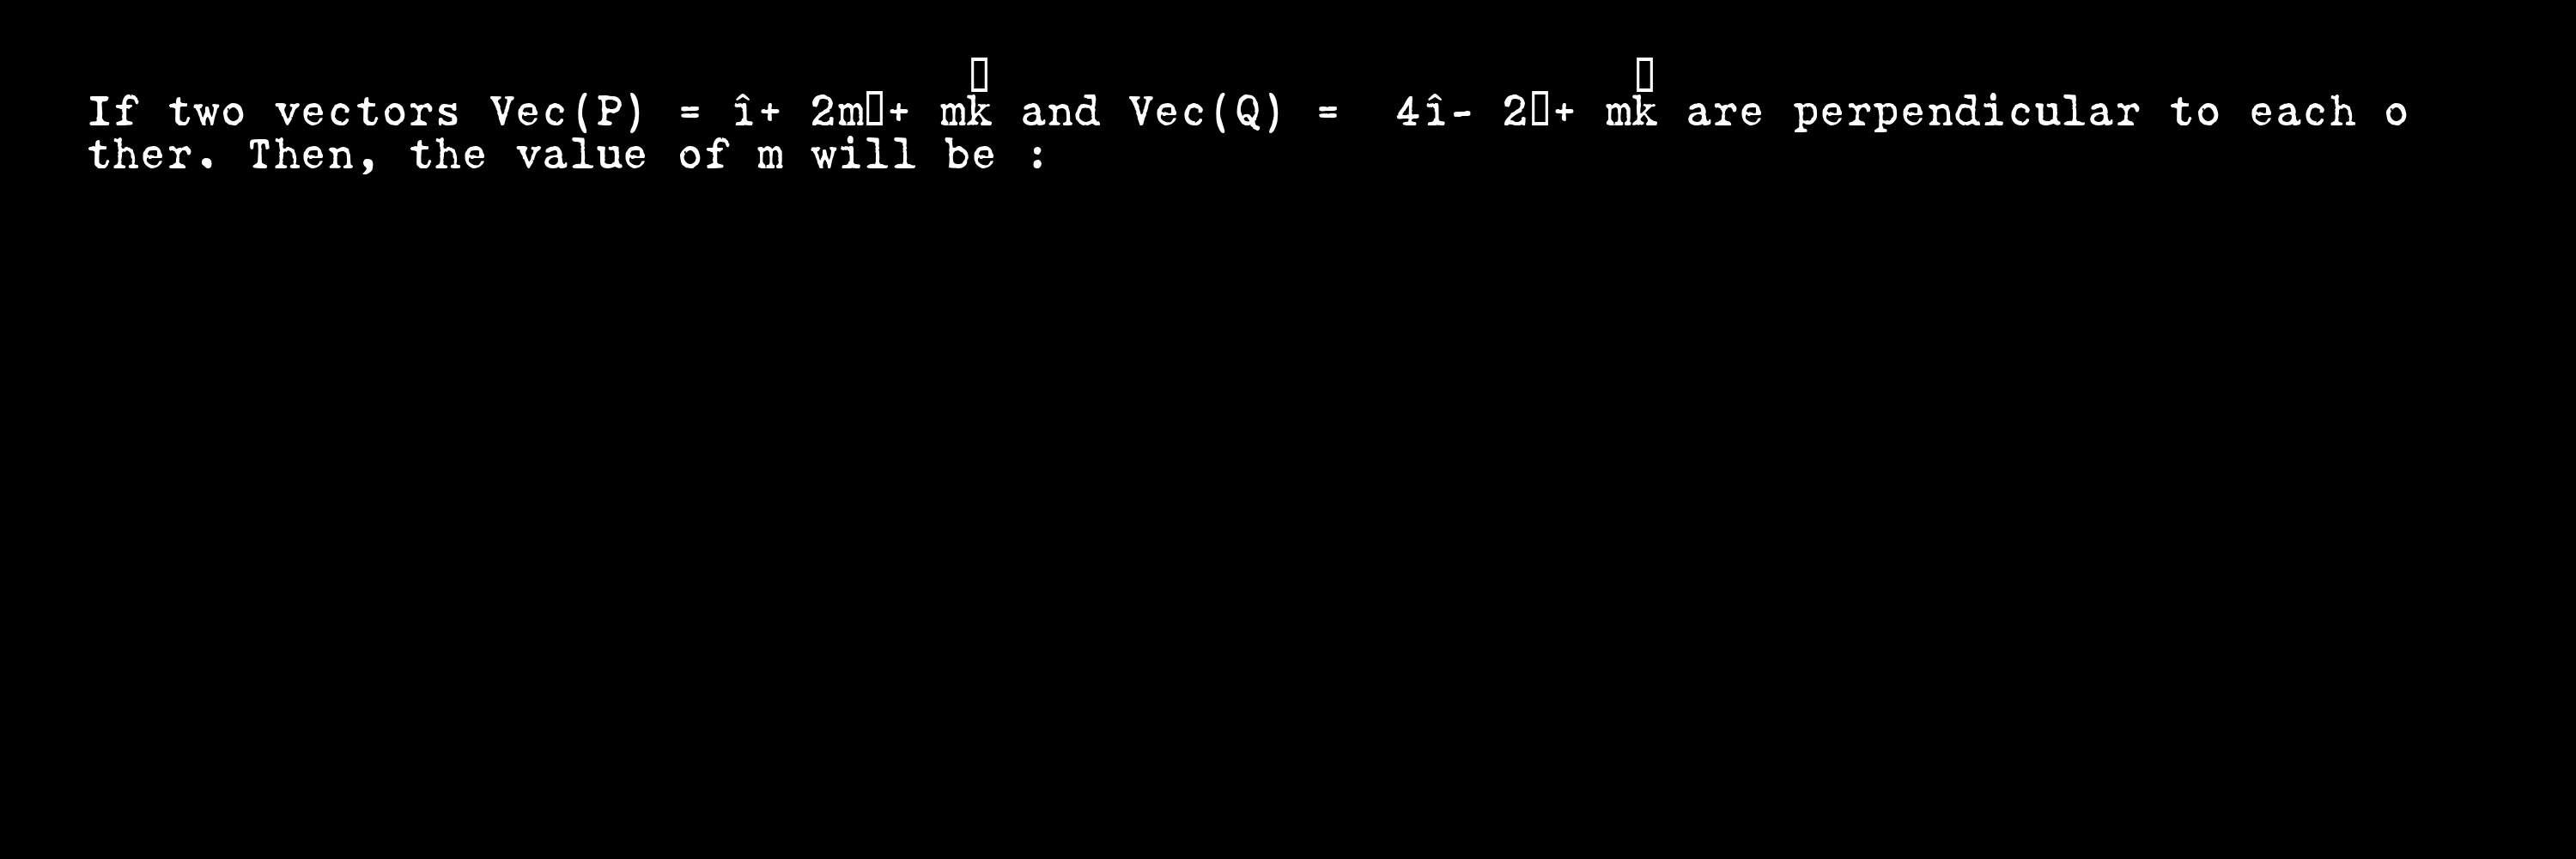 If two vectors Vec(P) = î+ 2m▯+ mk▯ and Vec(Q) =  4î- 2▯+ mk▯ are perpendicular to each o
ther. Then, the value of m will be :